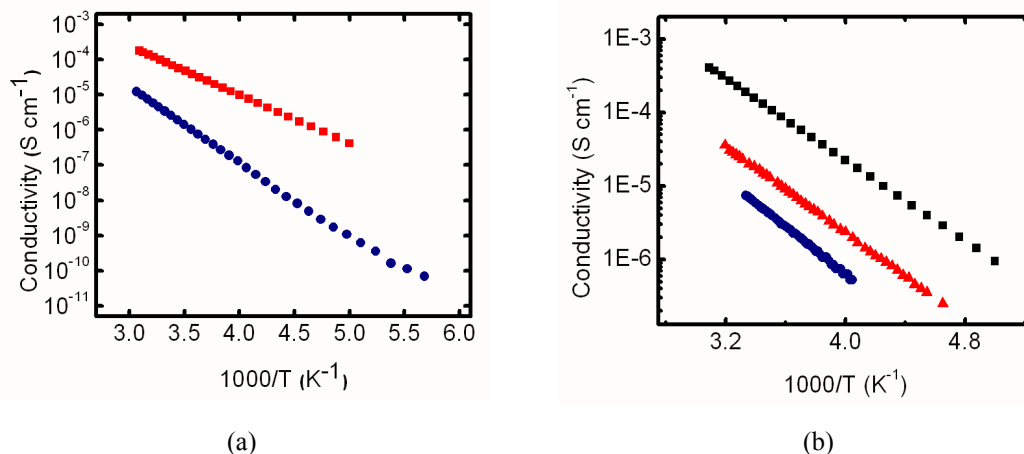 10⁻³
10⁻⁴
10⁻⁵
10⁻⁶
10⁻⁷
10⁻⁸
10⁻⁹
10⁻¹⁰
10⁻¹¹
Conductivity (S cm⁻¹)
3.0 3.5 4.0 4.5 5.0 5.5 6.0
1000/T (K⁻¹)
(a)
1E-3
1E-4
1E-5
1E-6
Conductivity (S cm⁻¹)
3.2 4.0 4.8
1000/T (K⁻¹)
(b)